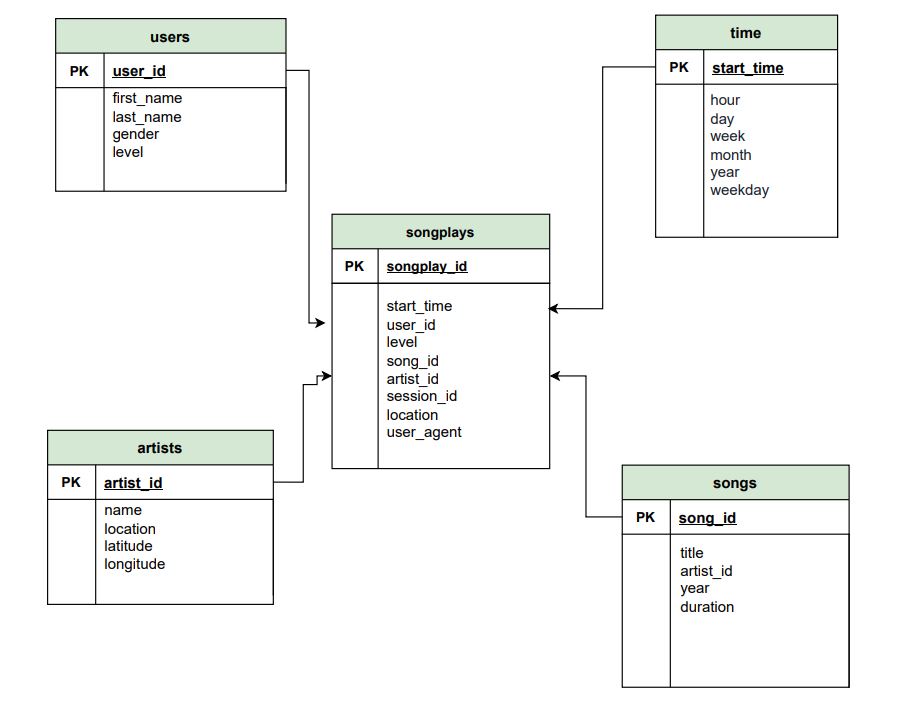 users
PK user_id
first_name
last_name
gender
level
time
PK start_time
hour
day
week
month
year
weekday
songplays
PK songplay_id
start_time
user_id
level
song_id
artist_id
session_id
location
user_agent
artists
PK artist_id
name
location
latitude
longitude
songs
PK song_id
title
artist_id
year
duration